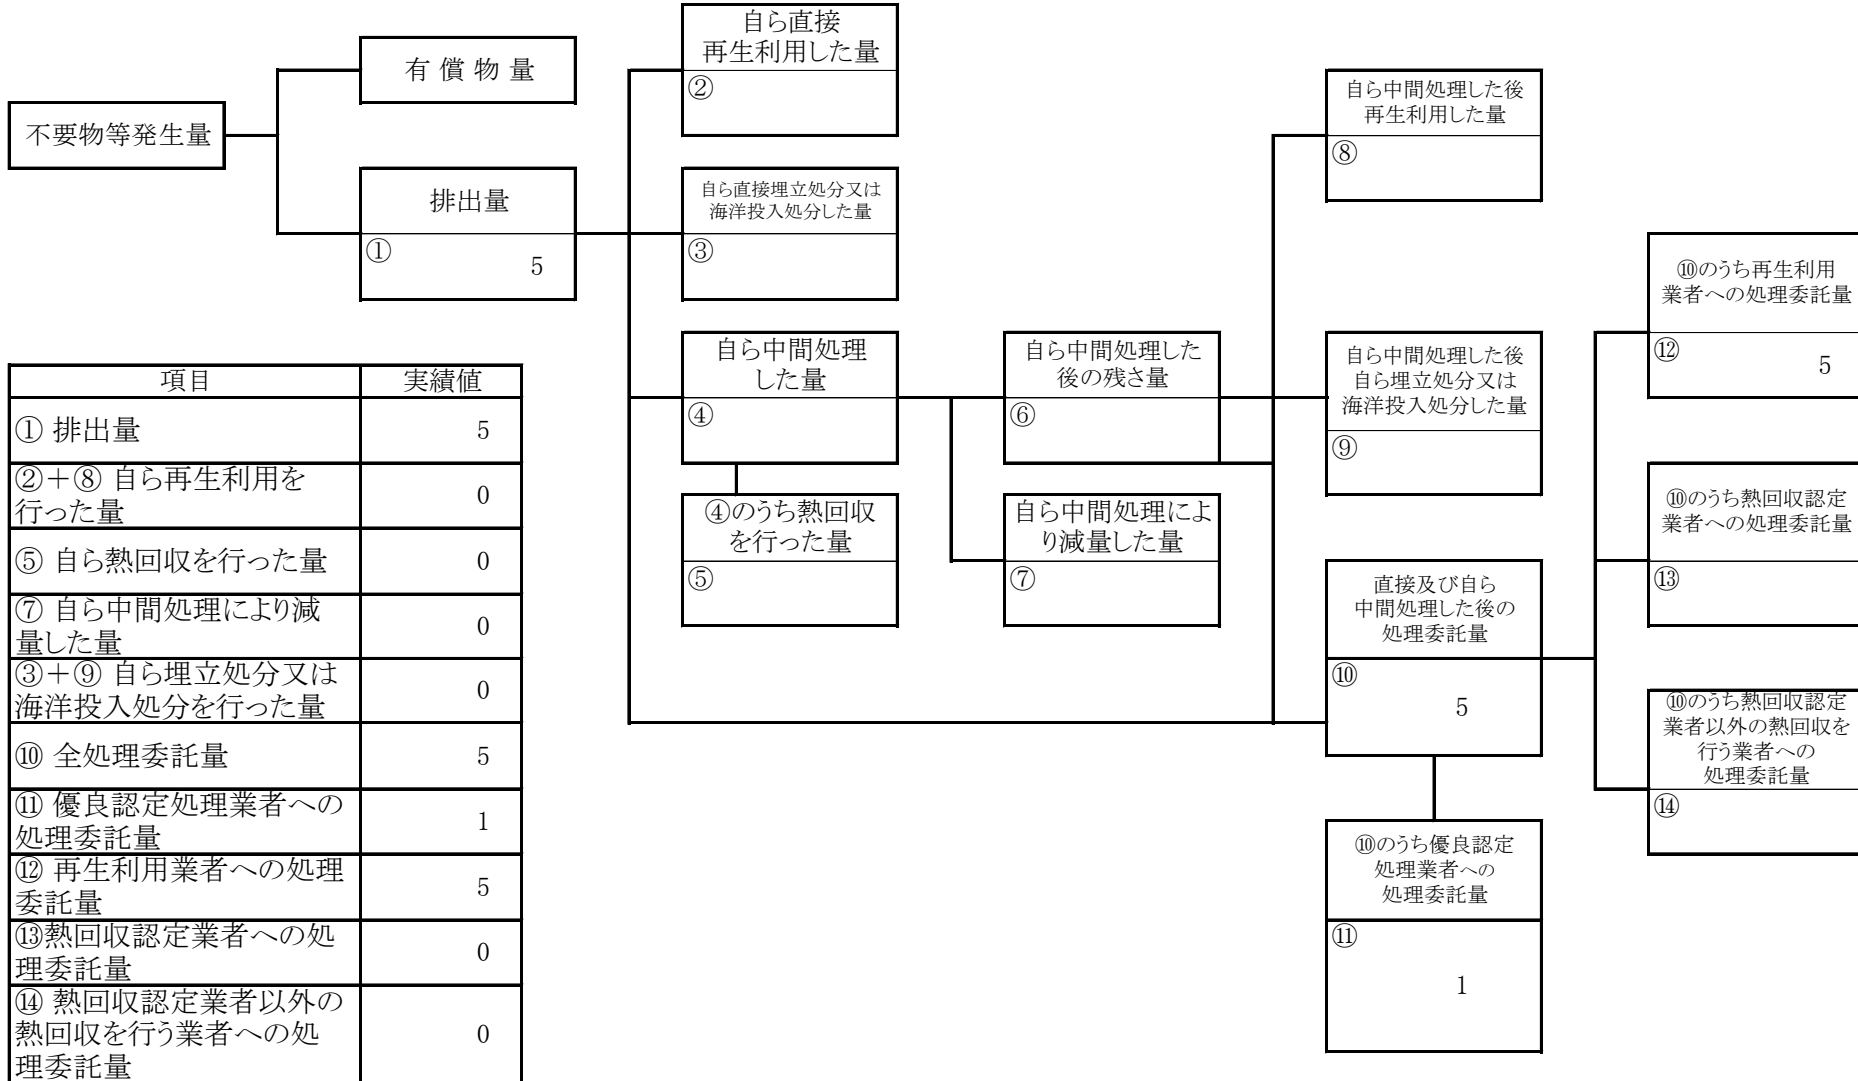 不要物等発生量
有 償 物 量
排出量
①
5
自ら直接
再生利用した量
②
自ら直接埋立処分又は
海洋投入処分した量
③
自ら中間処理
した量
④
④のうち熱回収
を行った量
⑤
自ら中間処理した
後の残さ量
⑥
自ら中間処理によ
り減量した量
⑦
自ら中間処理した後
再生利用した量
⑧
自ら中間処理した後
自ら埋立処分又は
海洋投入処分した量
⑨
直接及び自ら
中間処理した後の
処理委託量
⑩
5
⑩のうち優良認定
処理業者への
処理委託量
⑪
1
⑩のうち再生利用
業者への処理委託量
⑫
5
⑩のうち熱回収認定
業者への処理委託量
⑬
⑩のうち熱回収認定
業者以外の熱回収を
行う業者への
処理委託量
⑭
項目 実績値
① 排出量 5
②+⑧ 自ら再生利用を
行った量 0
⑤ 自ら熱回収を行った量 0
⑦ 自ら中間処理により減
量した量 0
③+⑨ 自ら埋立処分又は
海洋投入処分を行った量 0
⑩ 全処理委託量 5
⑪ 優良認定処理業者への
処理委託量 1
⑫ 再生利用業者への処理
委託量 5
⑬熱回収認定業者への処
理委託量 0
⑭ 熱回収認定業者以外の
熱回収を行う業者への処
理委託量 0